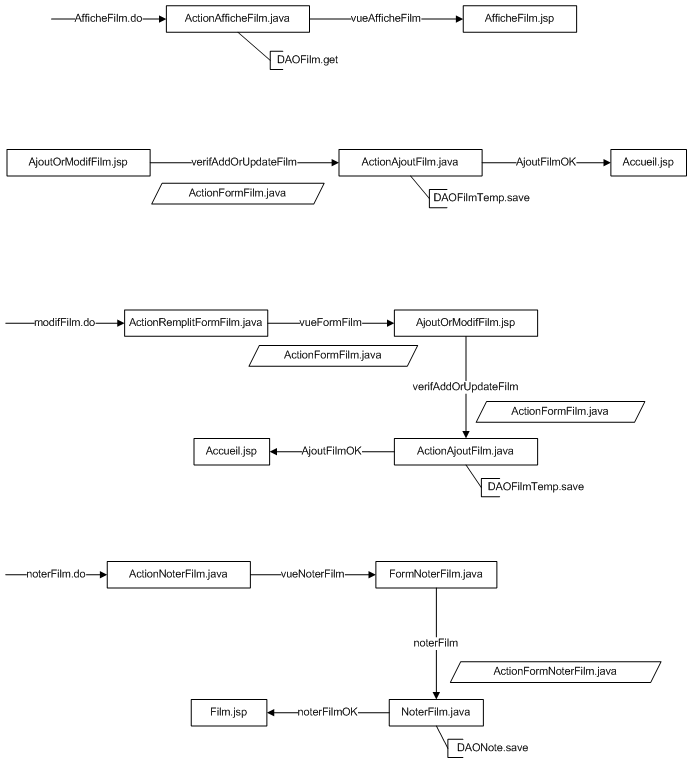 AfficheFilm.do
ActionAfficheFilm.java
vueAfficheFilm
AfficheFilm.jsp
DAOFilm.get
AjoutOrModifFilm.jsp
verifAddOrUpdateFilm
ActionAjoutFilm.java
AjoutFilmOK
Accueil.jsp
ActionFormFilm.java
DAOFilmTemp.save
modifFilm.do
ActionRemplitFormFilm.java
vueFormFilm
AjoutOrModifFilm.jsp
ActionFormFilm.java
verifAddOrUpdateFilm
ActionFormFilm.java
Accueil.jsp
AjoutFilmOK
ActionAjoutFilm.java
DAOFilmTemp.save
noterFilm.do
ActionNoterFilm.java
vueNoterFilm
FormNoterFilm.java
noterFilm
ActionFormNoterFilm.java
Film.jsp
noterFilmOK
NoterFilm.java
DAONote.save